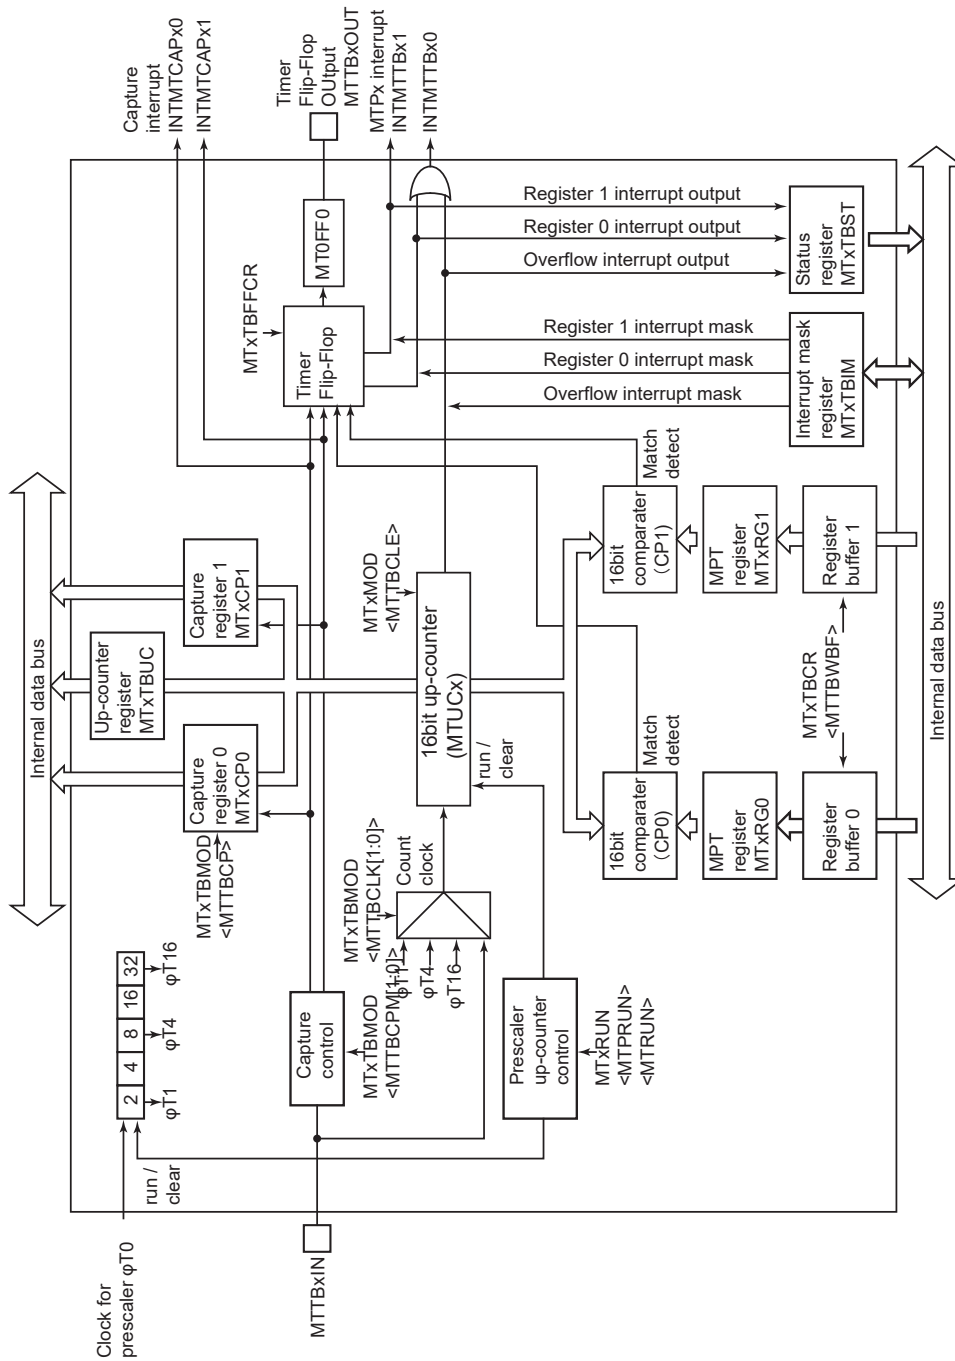 Internal data bus
Clock for
prescaler φT0
run /
clear
2
4
8
16
32
φT1
φT4
φT16
MTxTBMOD
<MTTBCP>
Capture
register 0
MTxCP0
Up-counter
register
MTxTBUC
Capture
register 1
MTxCP1
Capture
interrupt
INTMTCAPx0
INTMTCAPx1
MTTBxIN
Capture
control
MTxTBMOD
<MTTBCPM[1:0]>
MTxTBMOD
<MTTBCLK[1:0]>
φT1
φT4
φT16
Count
clock
16bit up-counter
(MTUCx)
run /
clear
MTxMOD
<MTTBCLE>
MTxTBFFCR
Timer
Flip-Flop
MT0FF0
Timer
Flip-Flop
OUtput
MTTBxOUT
MTPx interrupt
INTMTTBx1
INTMTTBx0
Prescaler
up-counter
control
MTxRUN
<MTPRUN>
<MTRUN>
Register 1 interrupt output
Register 0 interrupt output
Overflow interrupt output
Register 1 interrupt mask
Register 0 interrupt mask
Overflow interrupt mask
16bit
comparater
(CP0)
Match
detect
MPT
register
MTxRG0
Register
buffer 0
MTxTBCR
<MTTBWBF>
16bit
comparater
(CP1)
Match
detect
MPT
register
MTxRG1
Register
buffer 1
Interrupt mask
register
MTxTBIM
Status
register
MTxTBST
Internal data bus